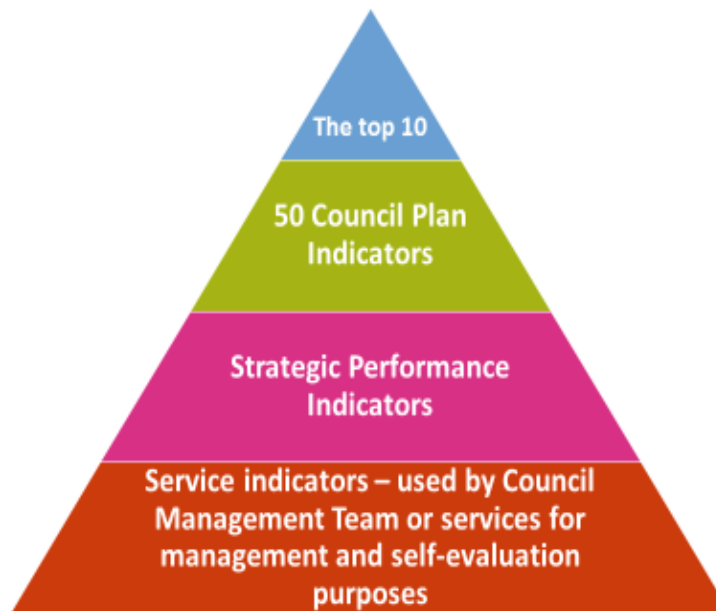 The top 10
50 Council Plan
Indicators
Strategic Performance
Indicators
Service indicators – used by Council
Management Team or services for
management and self-evaluation
purposes